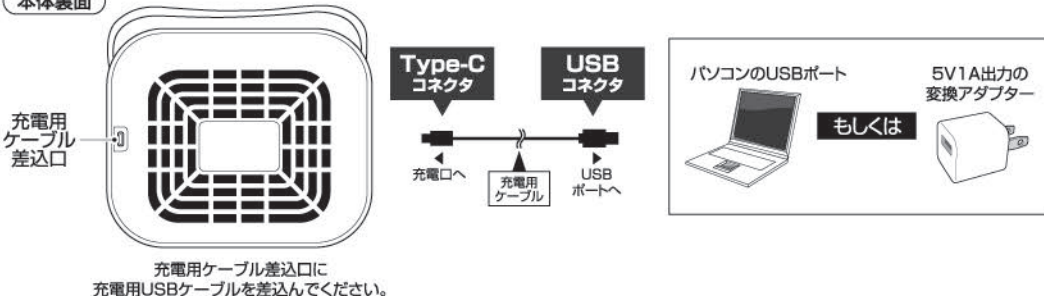 本体裏面
充電用
ケーブル
差込口
充電用ケーブル差込口に
充電用USBケーブルを差込んでください。
Type-C
コネクタ
USB
コネクタ
充電口へ
充電用
ケーブル
USB
ポートへ
パソコンのUSBポート
もしくは
5V1A出力の
変換アダプター